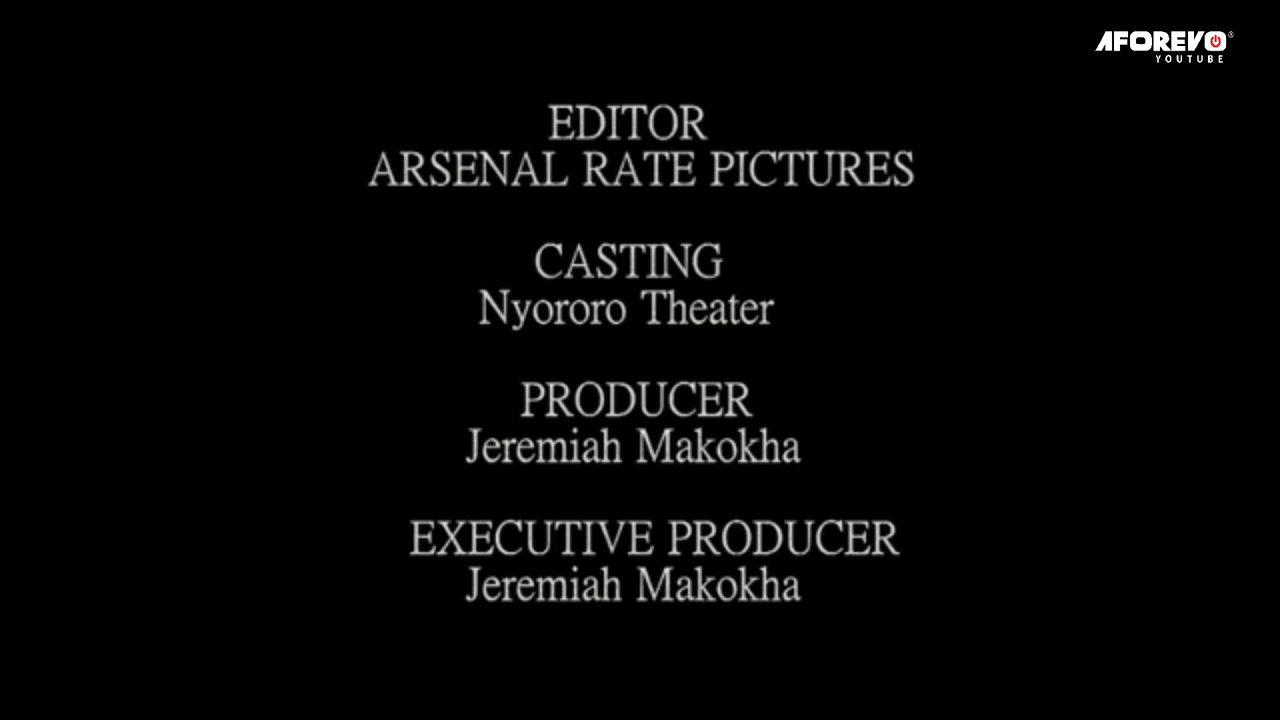 AFOREVO
YOUTUBE
EDITOR
ARSENAL RATE PICTURES
CASTING
Nyororo Theater
PRODUCER
Jeremiah Makokha
EXECUTIVE PRODUCER
Jeremiah Makokha